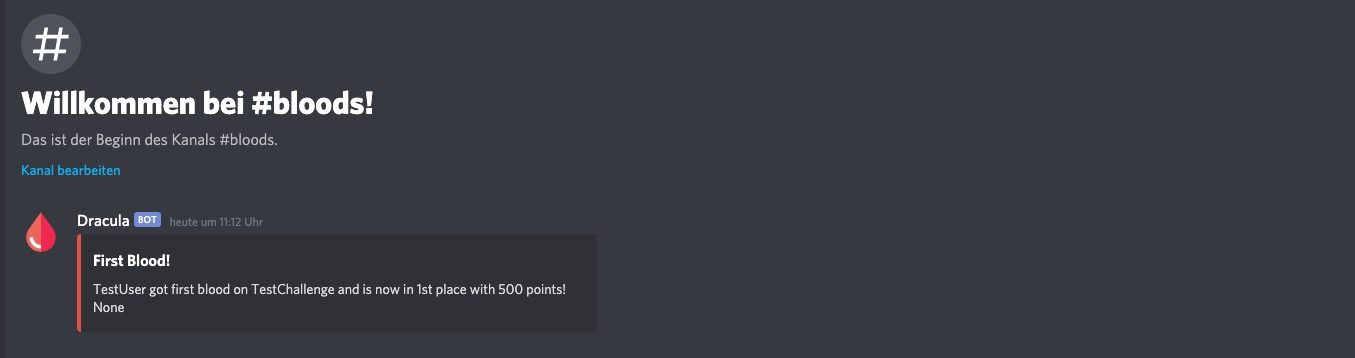 #
Willkommen bei #bloods!
Das ist der Beginn des Kanals #bloods.
Kanal bearbeiten
Dracula BOT heute um 11:12 Uhr
First Blood!
TestUser got first blood on TestChallenge and is now in 1st place with 500 points!
None